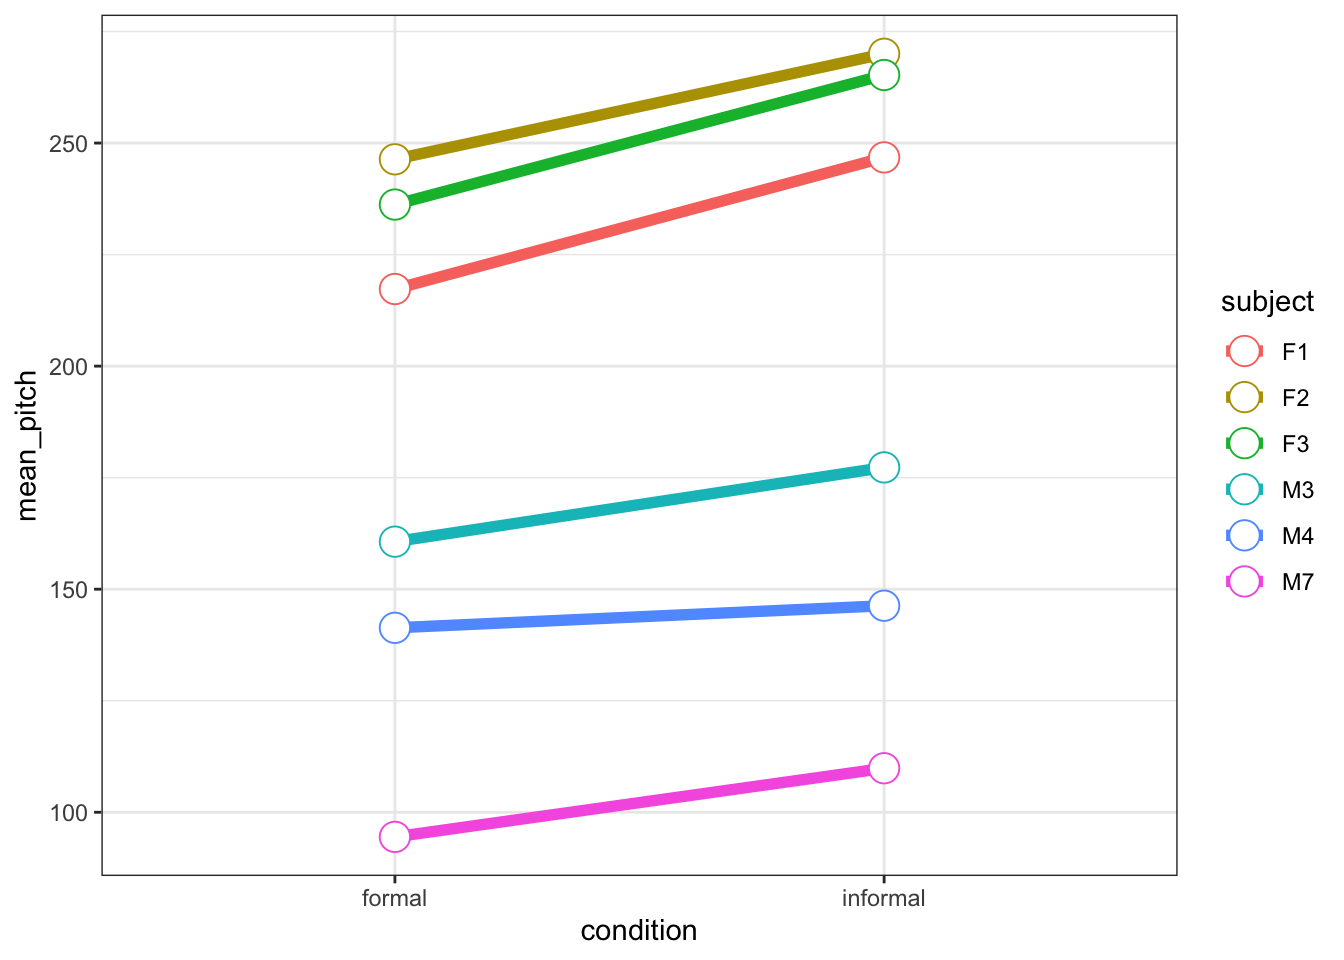 mean_pitch
250
200
150
100
formal
informal
condition
subject
F1
F2
F3
M3
M4
M7